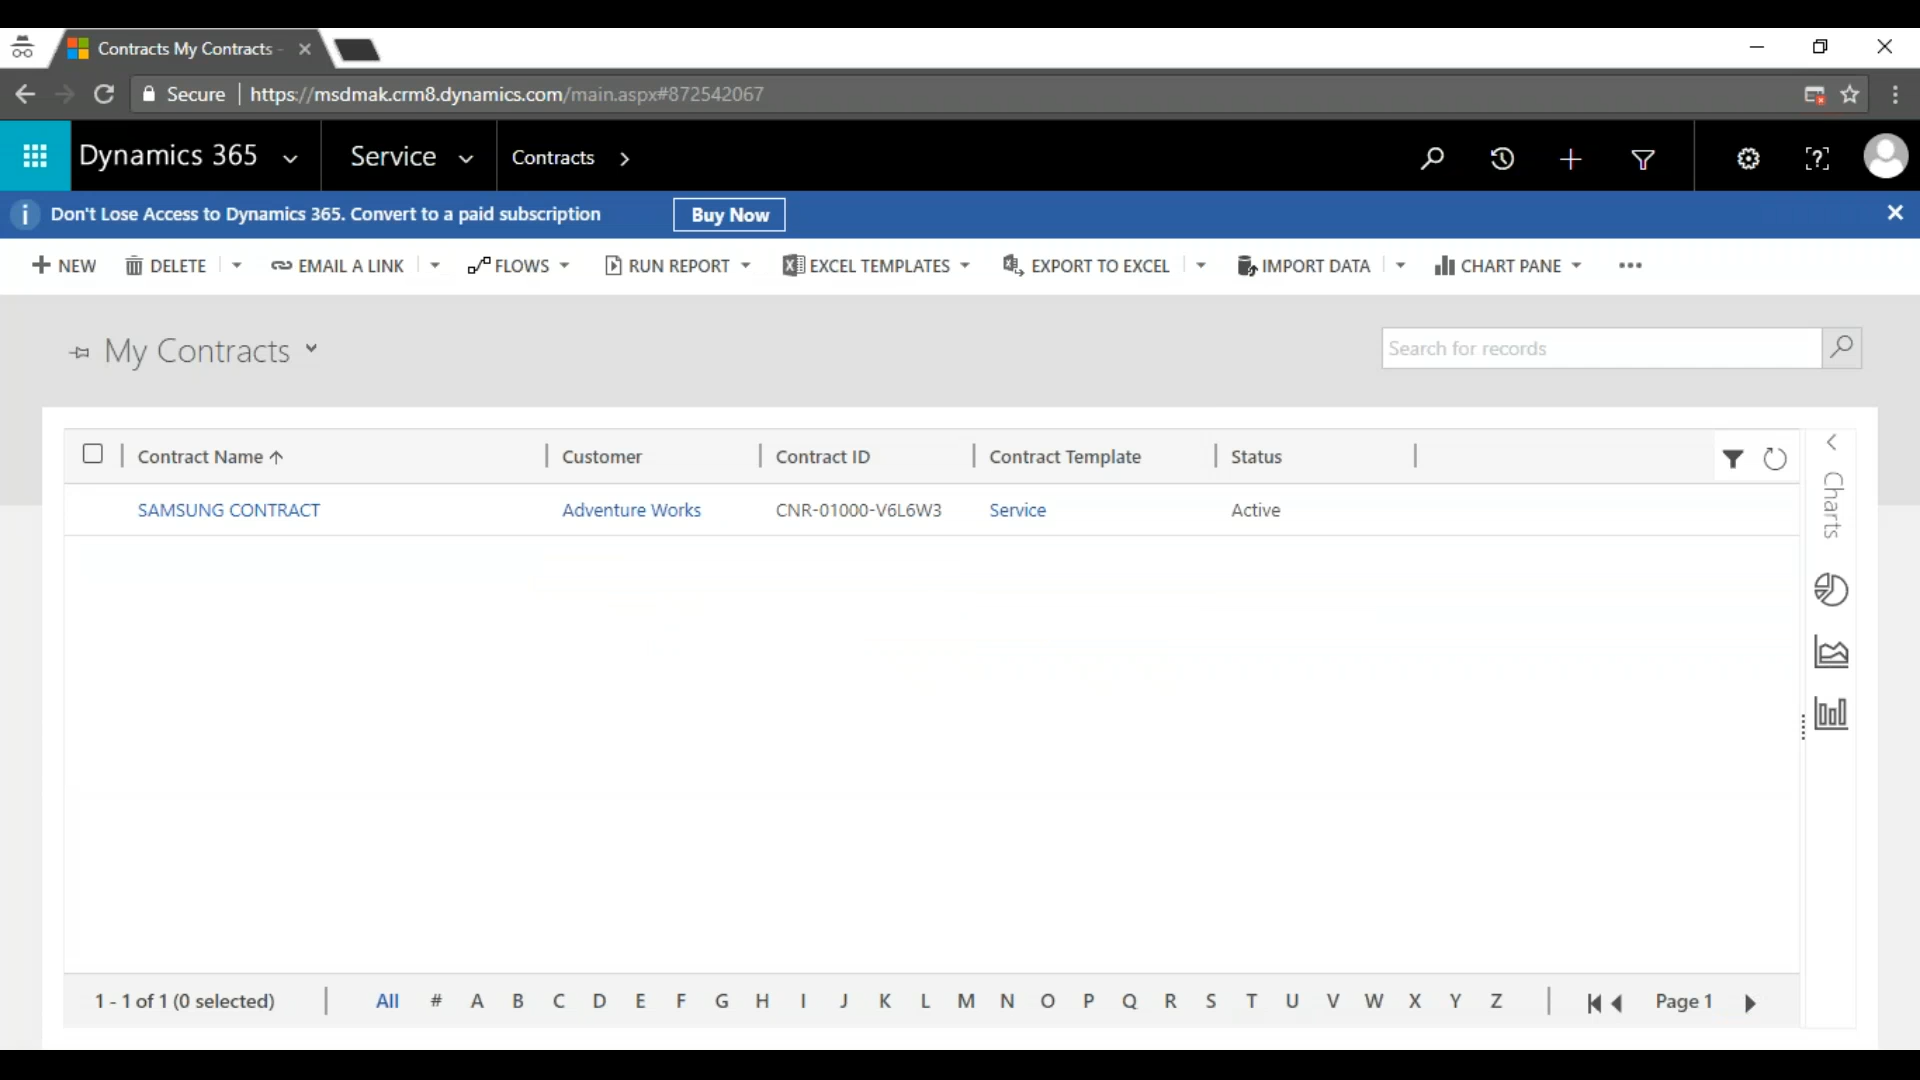 Contracts My Contracts -
Secure https://msdmak.crm8.dynamics.com/main.aspx#872542067
Dynamics 365 Service Contracts
Don't Lose Access to Dynamics 365. Convert to a paid subscription Buy Now
NEW DELETE EMAIL A LINK FLOWS RUN REPORT EXCEL TEMPLATES EXPORT TO EXCEL IMPORT DATA CHART PANE
My Contracts
Search for records
Contract Name Customer Contract ID Contract Template Status
SAMSUNG CONTRACT Adventure Works CNR-01000-V6L6W3 Service Active
Charts
1 - 1 of 1 (0 selected) All # A B C D E F G H I J K L M N O P Q R S T U V W X Y Z Page 1